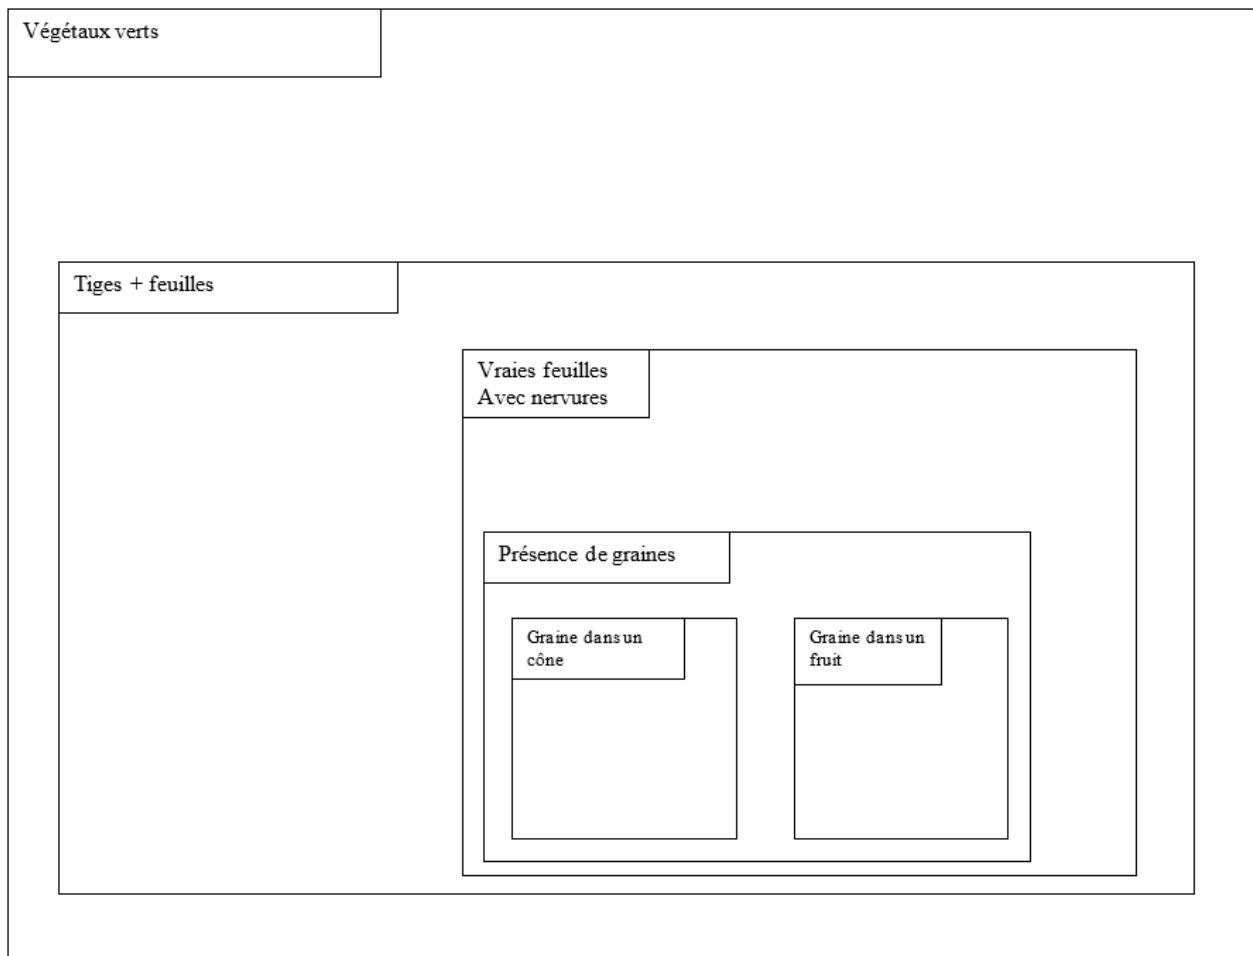 Végétaux verts
Tiges + feuilles
Vraies feuilles
Avec nervures
Présence de graines
Graine dans un
cône
Graine dans un
fruit